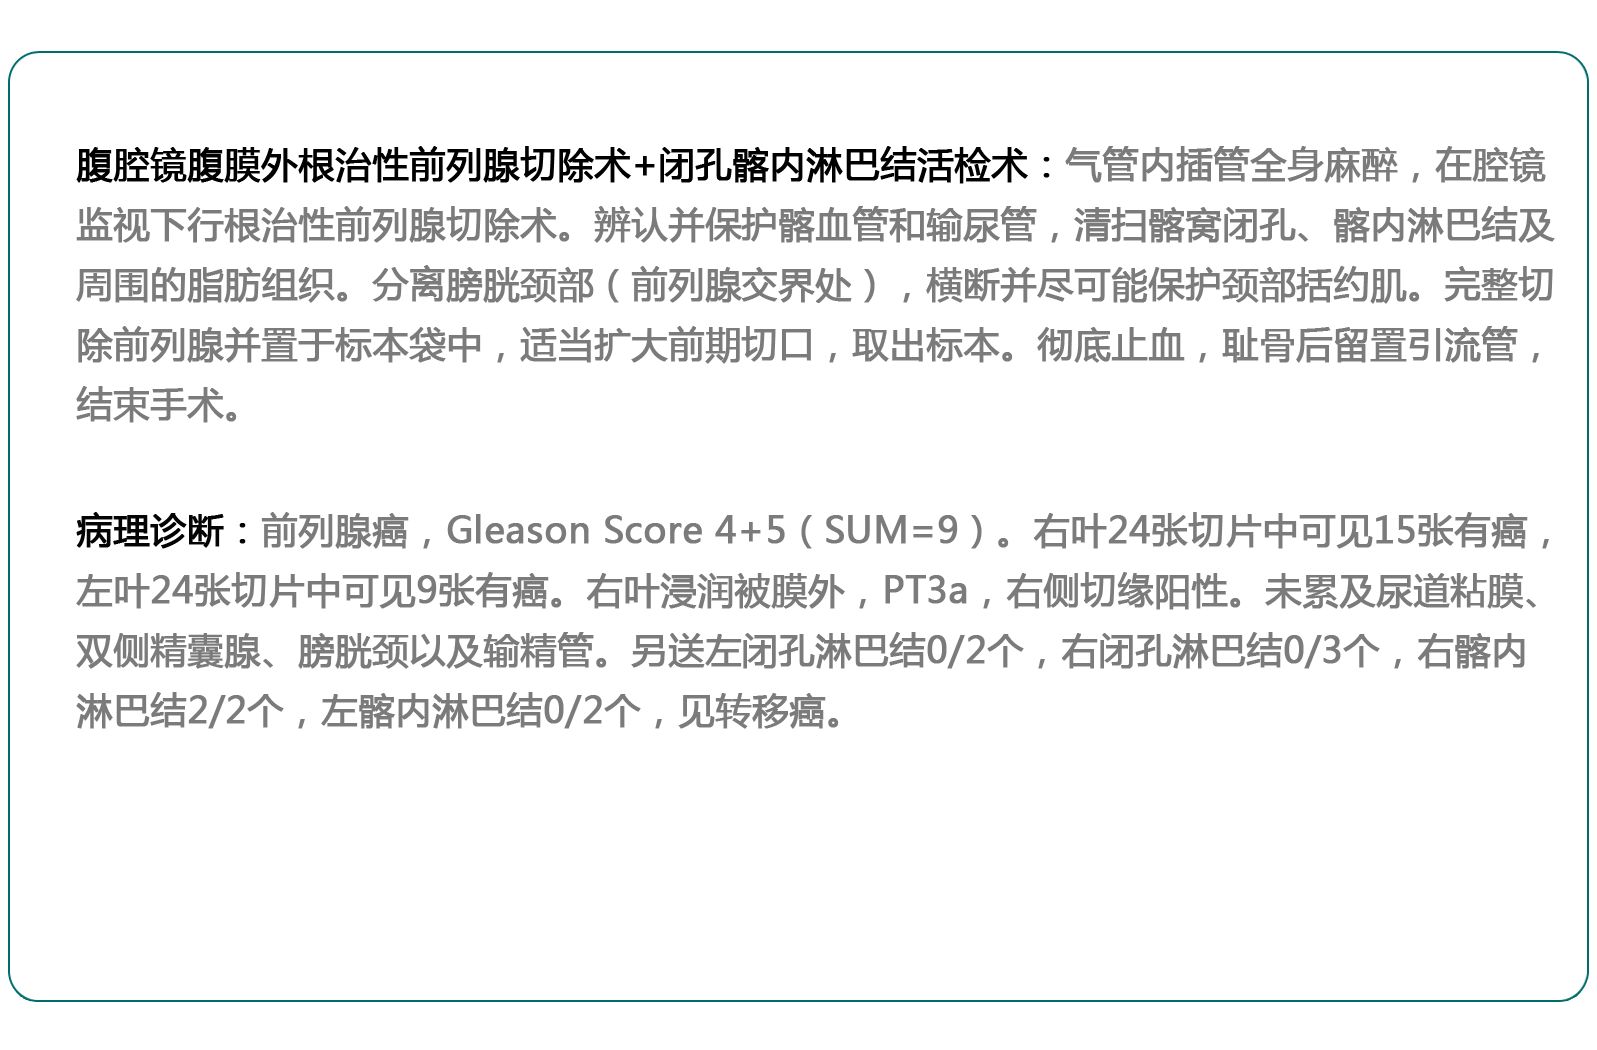 腹腔镜腹膜外根治性前列腺切除术+闭孔髂内淋巴结活检术：气管内插管全身麻醉，在腔镜
监视下行根治性前列腺切除术。辨认并保护髂血管和输尿管，清扫髂窝闭孔、髂内淋巴结及
周围的脂肪组织。分离膀胱颈部（前列腺交界处），横断并尽可能保护颈部括约肌。完整切
除前列腺并置于标本袋中，适当扩大前期切口，取出标本。彻底止血，耻骨后留置引流管，
结束手术。
病理诊断：前列腺癌，Gleason Score 4+5（SUM=9）。右叶24张切片中可见15张有癌，
左叶24张切片中可见9张有癌。右叶浸润被膜外，PT3a，右侧切缘阳性。未累及尿道粘膜、
双侧精囊腺、膀胱颈以及输精管。另送左闭孔淋巴结0/2个，右闭孔淋巴结0/3个，右髂内
淋巴结2/2个，左髂内淋巴结0/2个，见转移癌。